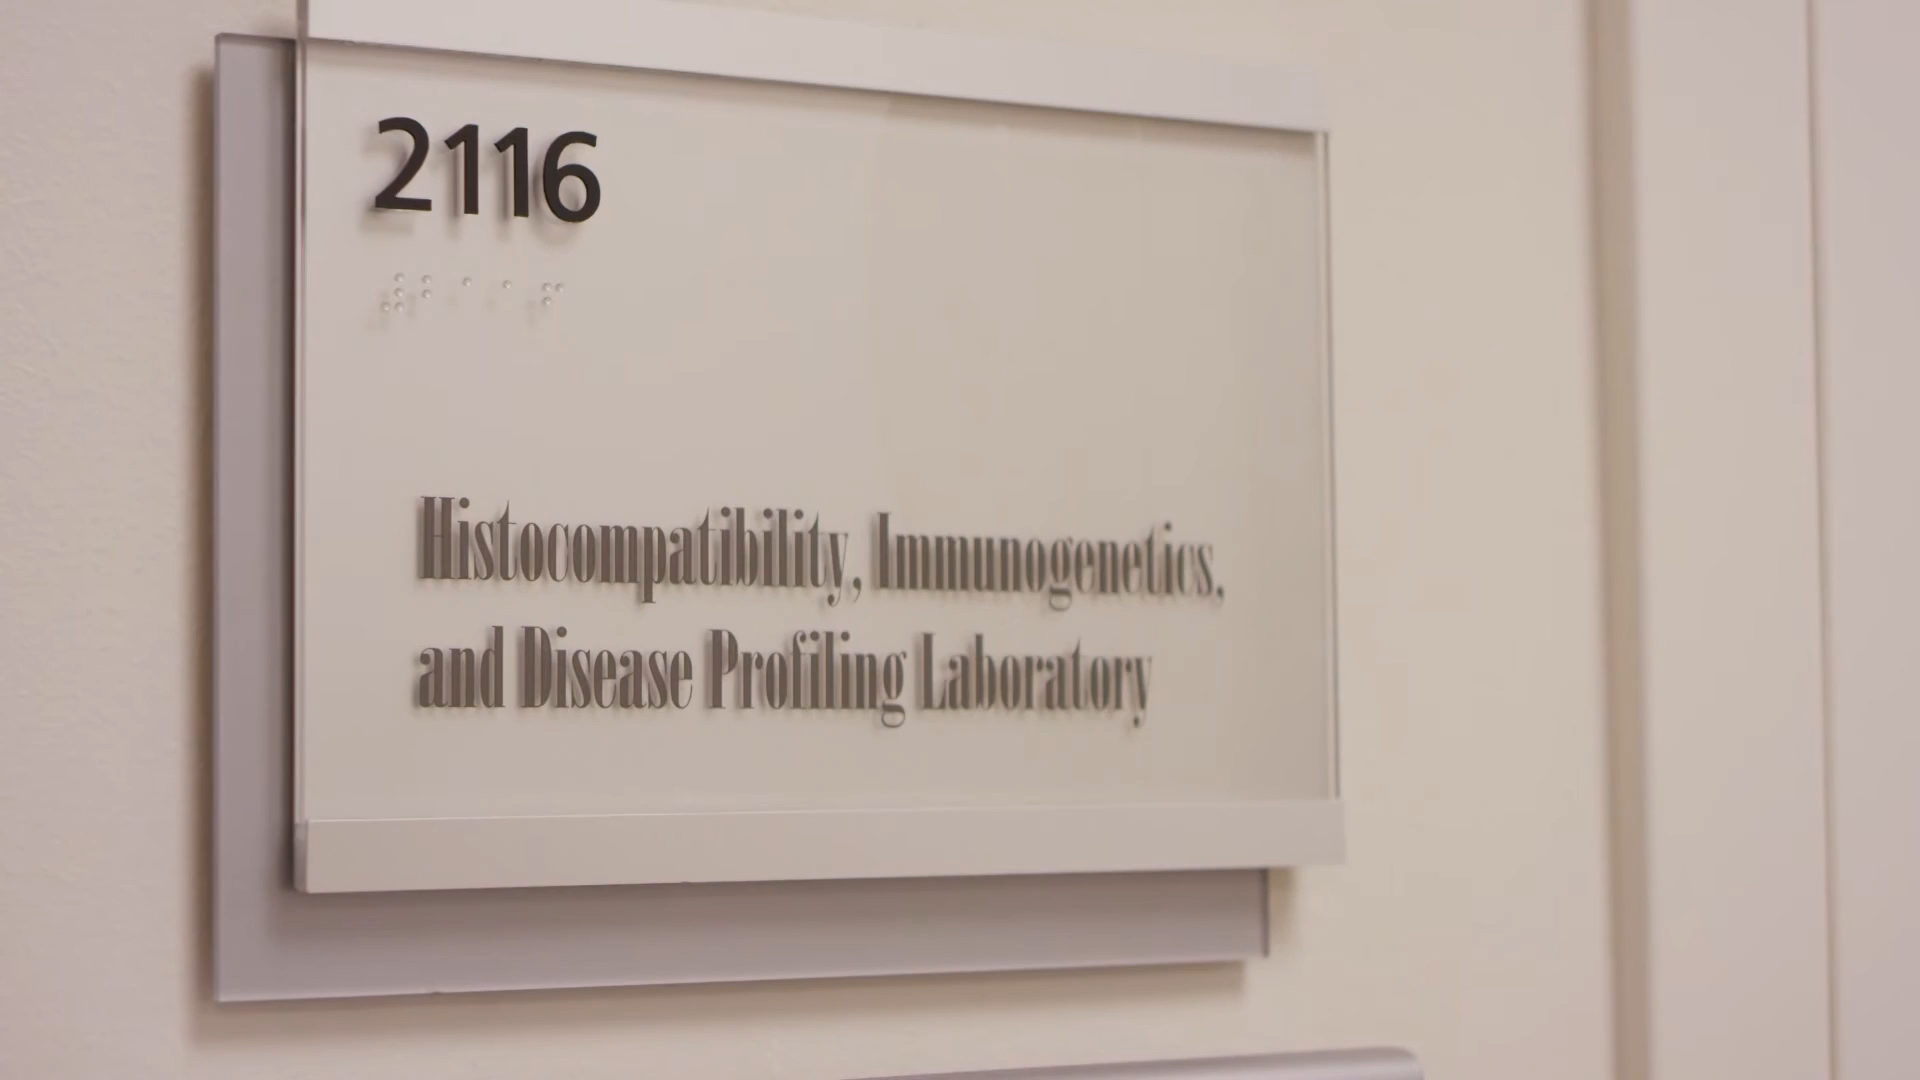 2116
⠼⠃⠁⠁⠋
Histocompatibility, Immunogenetics,
and Disease Profiling Laboratory